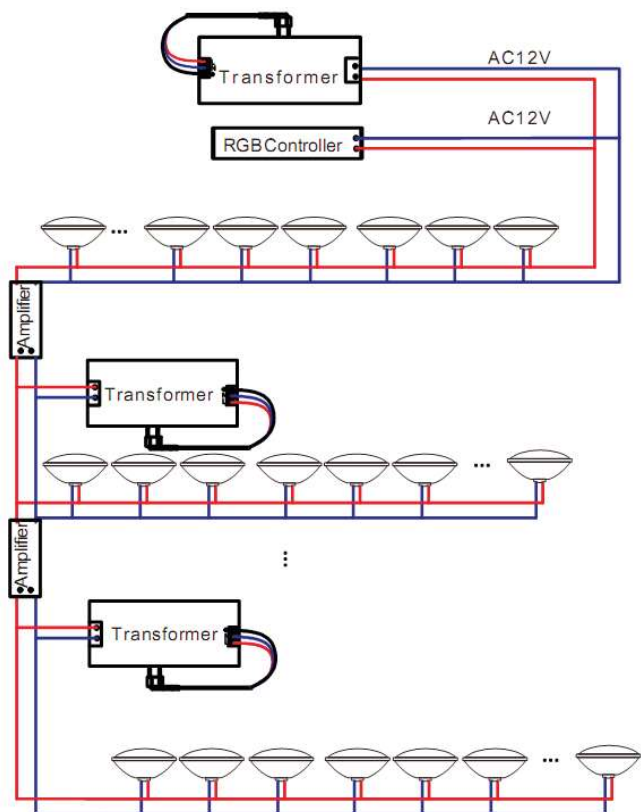 AC12V
Transformer
AC12V
RGB Controller
...
Amplifier
Transformer
...
Amplifier
...
Transformer
...